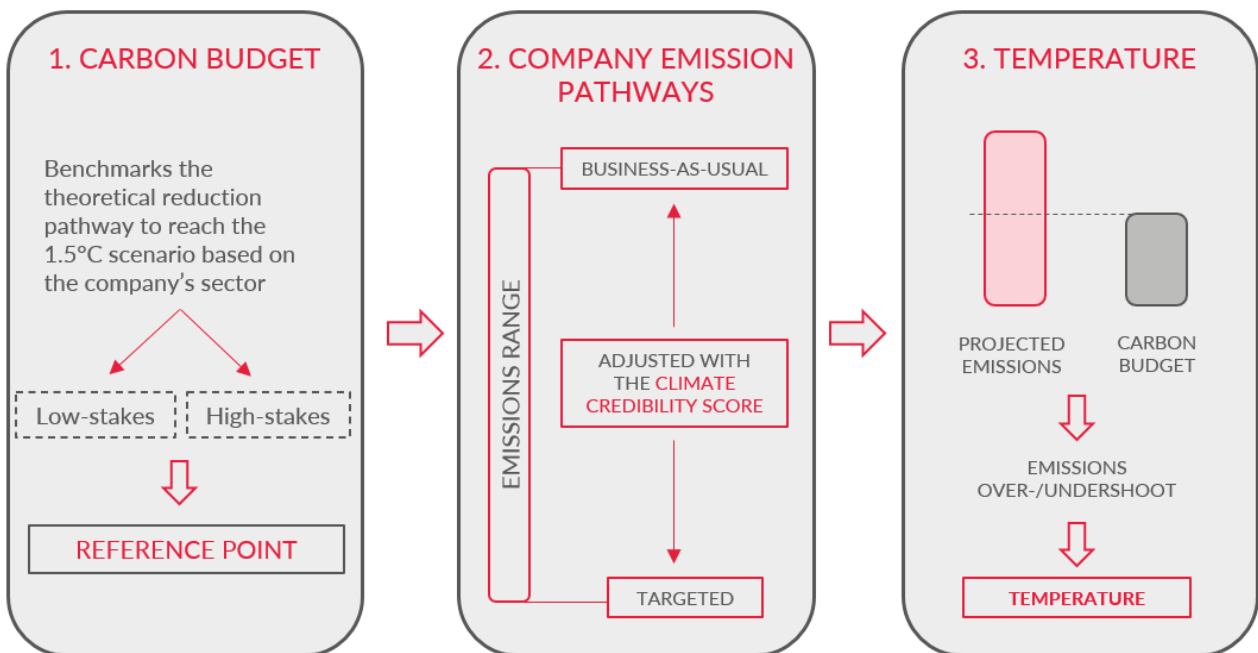 1. CARBON BUDGET
Benchmarks the
theoretical reduction
pathway to reach the
1.5°C scenario based on
the company's sector
Low-stakes
High-stakes
REFERENCE POINT
2. COMPANY EMISSION
PATHWAYS
EMISSIONS RANGE
BUSINESS-AS-USUAL
ADJUSTED WITH
THE CLIMATE
CREDIBILITY SCORE
TARGETED
3. TEMPERATURE
PROJECTED
EMISSIONS
CARBON
BUDGET
EMISSIONS
OVER-/UNDERSHOOT
TEMPERATURE